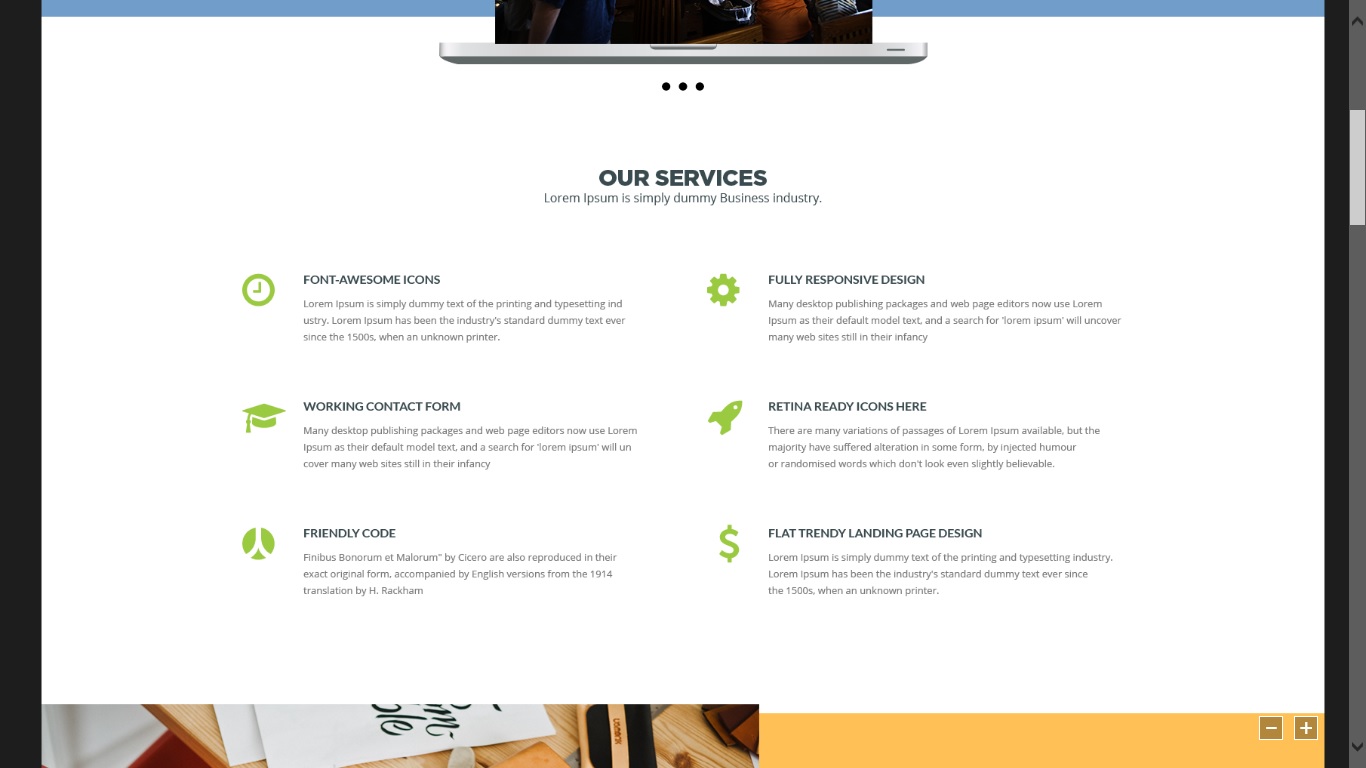 OUR SERVICES
Lorem Ipsum is simply dummy Business industry.
FONT-AWESOME ICONS
Lorem Ipsum is simply dummy text of the printing and typesetting ind
ustry. Lorem Ipsum has been the industry's standard dummy text ever
since the 1500s, when an unknown printer.
FULLY RESPONSIVE DESIGN
Many desktop publishing packages and web page editors now use Lorem
Ipsum as their default model text, and a search for 'lorem ipsum' will uncover
many web sites still in their infancy
WORKING CONTACT FORM
Many desktop publishing packages and web page editors now use Lorem
Ipsum as their default model text, and a search for 'lorem ipsum' will un
cover many web sites still in their infancy
RETINA READY ICONS HERE
There are many variations of passages of Lorem Ipsum available, but the
majority have suffered alteration in some form, by injected humour
or randomised words which don't look even slightly believable.
FRIENDLY CODE
Finibus Bonorum et Malorum" by Cicero are also reproduced in their
exact original form, accompanied by English versions from the 1914
translation by H. Rackham
FLAT TRENDY LANDING PAGE DESIGN
Lorem Ipsum is simply dummy text of the printing and typesetting industry.
Lorem Ipsum has been the industry's standard dummy text ever since
the 1500s, when an unknown printer.